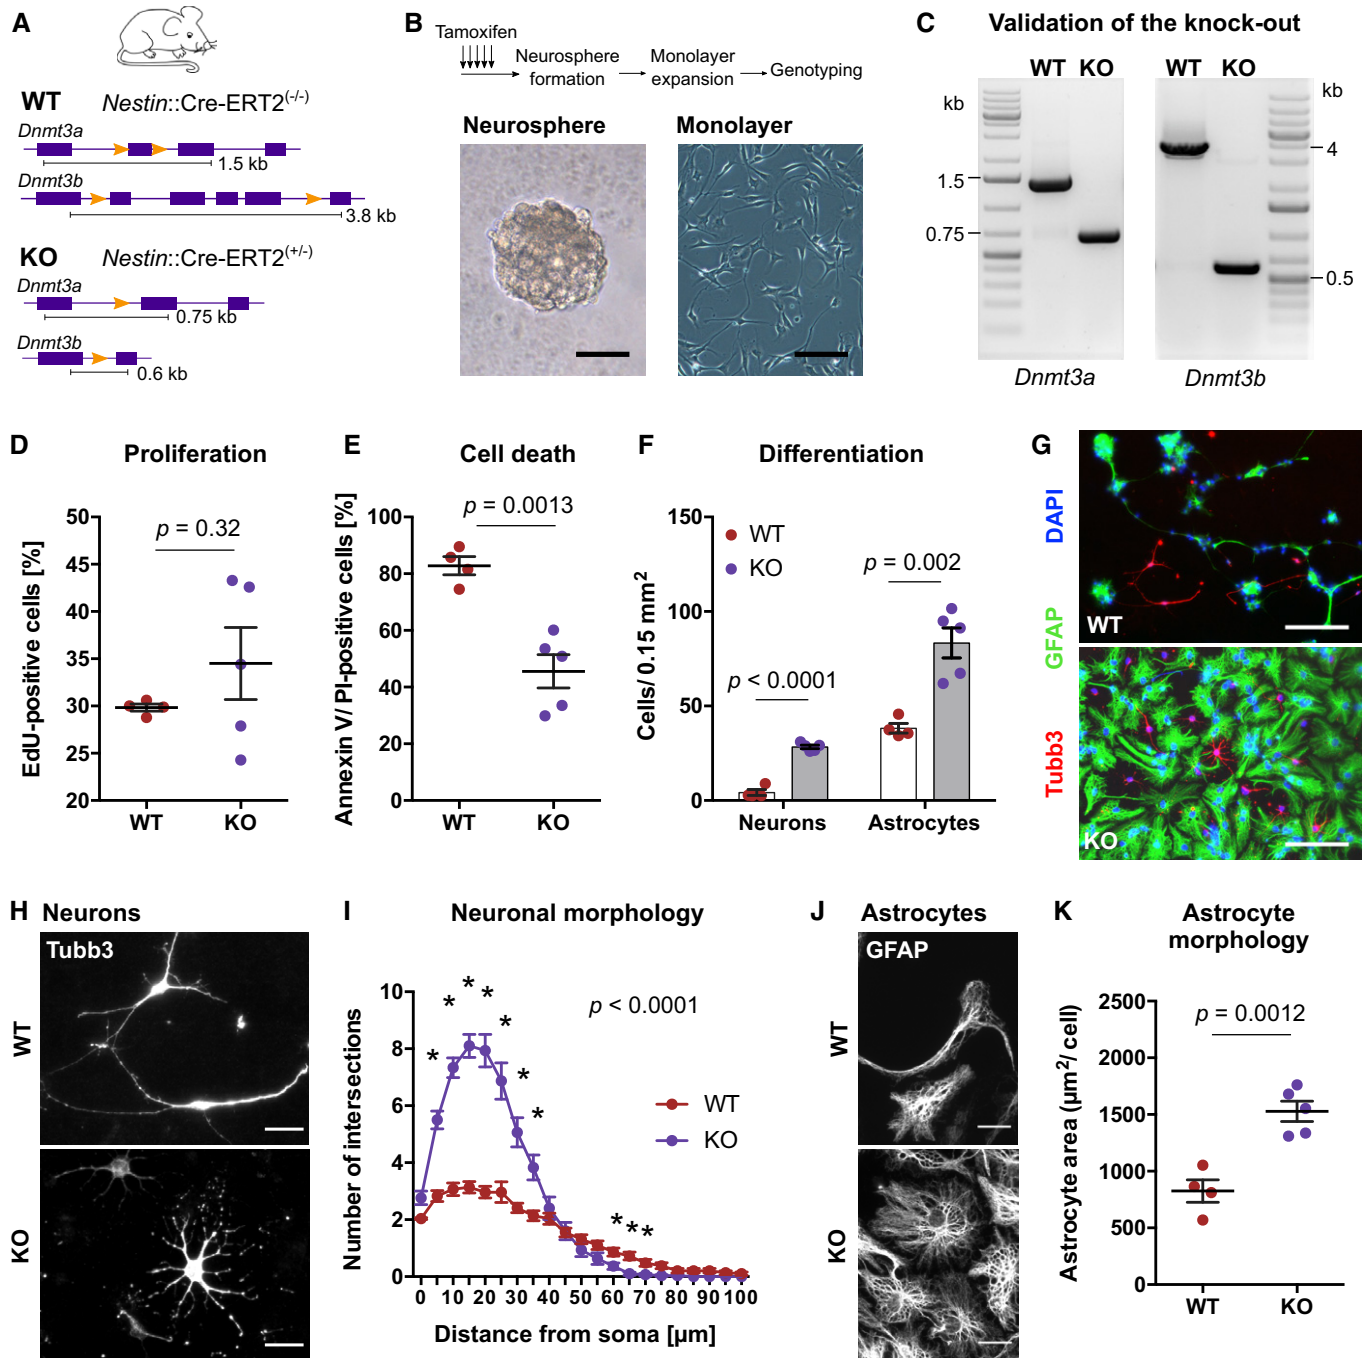 A
WT Nestin::Cre-ERT2(-/-)
Dnmt3a
1.5 kb
Dnmt3b
3.8 kb
KO Nestin::Cre-ERT2(+/-)
Dnmt3a
0.75 kb
Dnmt3b
0.6 kb
B
Tamoxifen
Neurosphere formation
Monolayer expansion
Genotyping
Neurosphere
Monolayer
C Validation of the knock-out
WT KO
kb
1.5
0.75
Dnmt3a
WT KO
kb
4
0.5
Dnmt3b
D Proliferation
p = 0.32
EdU-positive cells [%]
50
45
40
35
30
25
20
WT KO
E Cell death
p = 0.0013
Annexin V/ PI-positive cells [%]
100
80
60
40
20
0
WT KO
F Differentiation
WT
KO
p = 0.002
p < 0.0001
Cells/ 0.15 mm2
150
100
50
0
Neurons Astrocytes
G
DAPI
GFAP
Tubb3
WT
KO
H Neurons
Tubb3
WT
KO
I Neuronal morphology
* * * * * * *
*
p < 0.0001
WT
KO
***
Number of intersections
10
8
6
4
2
0
0 10 20 30 40 50 60 70 80 90 100
Distance from soma [µm]
J Astrocytes
GFAP
WT
KO
K Astrocyte
morphology
p = 0.0012
Astrocyte area (µm2/ cell)
2500
2000
1500
1000
500
0
WT KO